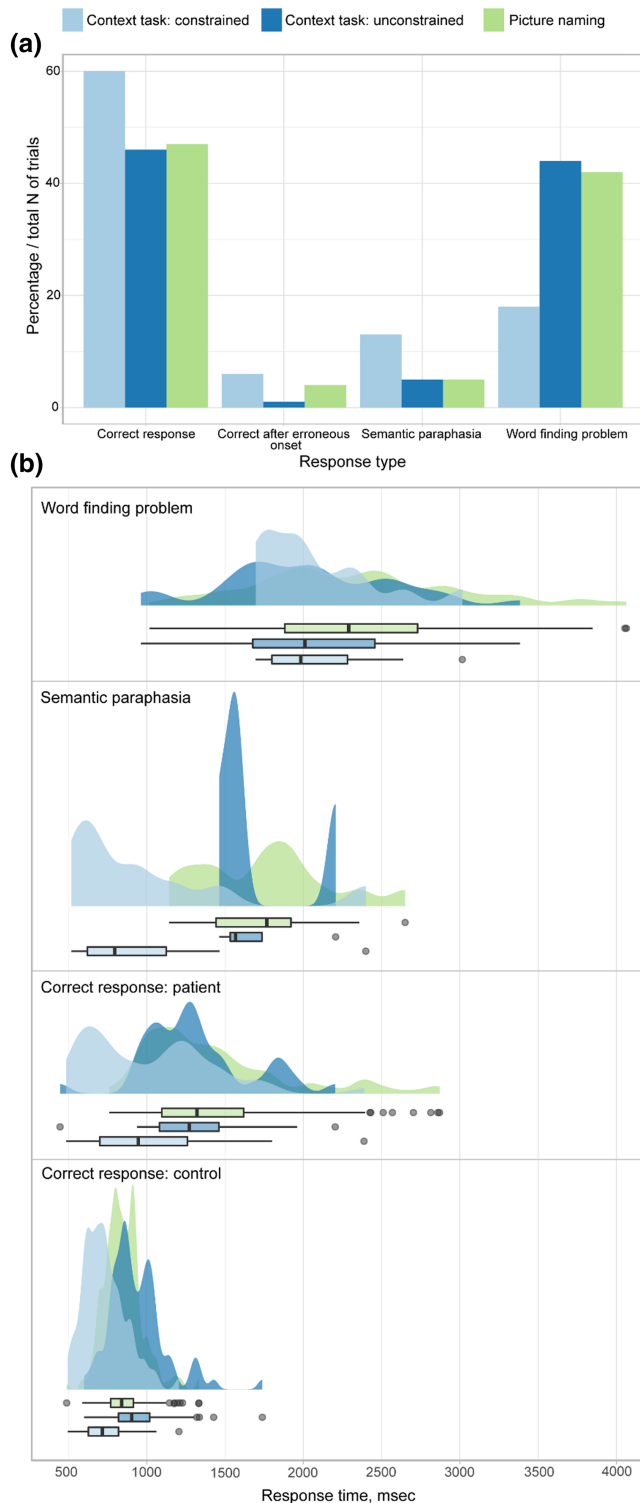 Context task: constrained Context task: unconstrained Picture naming
(a)
Percentage / total N of trials
60
40
20
0
Correct response Correct after erroneous onset Semantic paraphasia Word finding problem
Response type
(b)
Word finding problem
Semantic paraphasia
Correct response: patient
Correct response: control
500 1000 1500 2000 2500 3000 3500 4000
Response time, msec